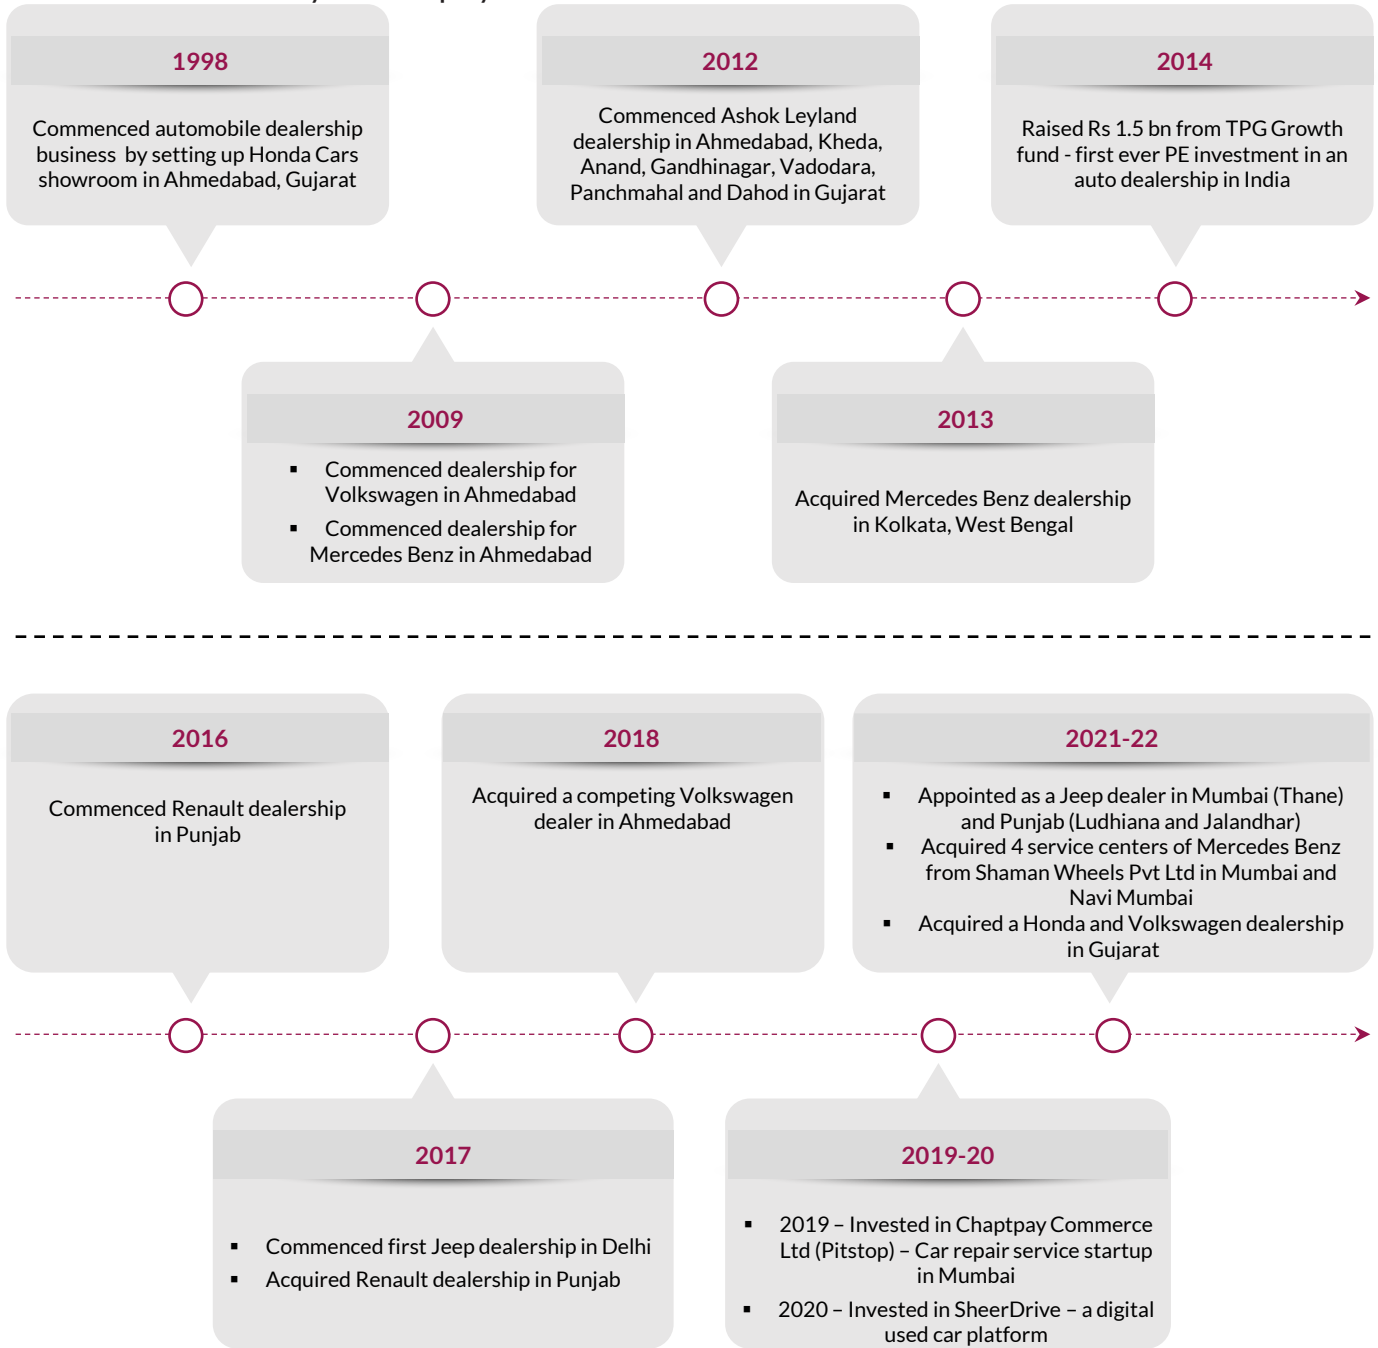 1998
Commenced automobile dealership
business by setting up Honda Cars
showroom in Ahmedabad, Gujarat
2012
Commenced Ashok Leyland
dealership in Ahmedabad, Kheda,
Anand, Gandhinagar, Vadodara,
Panchmahal and Dahod in Gujarat
2014
Raised Rs 1.5 bn from TPG Growth
fund - first ever PE investment in an
auto dealership in India
2009
▪ Commenced dealership for
Volkswagen in Ahmedabad
▪ Commenced dealership for
Mercedes Benz in Ahmedabad
2013
Acquired Mercedes Benz dealership
in Kolkata, West Bengal
2016
Commenced Renault dealership
in Punjab
2018
Acquired a competing Volkswagen
dealer in Ahmedabad
2021-22
▪ Appointed as a Jeep dealer in Mumbai (Thane)
and Punjab (Ludhiana and Jalandhar)
▪ Acquired 4 service centers of Mercedes Benz
from Shaman Wheels Pvt Ltd in Mumbai and
Navi Mumbai
▪ Acquired a Honda and Volkswagen dealership
in Gujarat
2017
▪ Commenced first Jeep dealership in Delhi
▪ Acquired Renault dealership in Punjab
2019-20
▪ 2019 – Invested in Chaptpay Commerce
Ltd (Pitstop) – Car repair service startup
in Mumbai
▪ 2020 – Invested in SheerDrive – a digital
used car platform